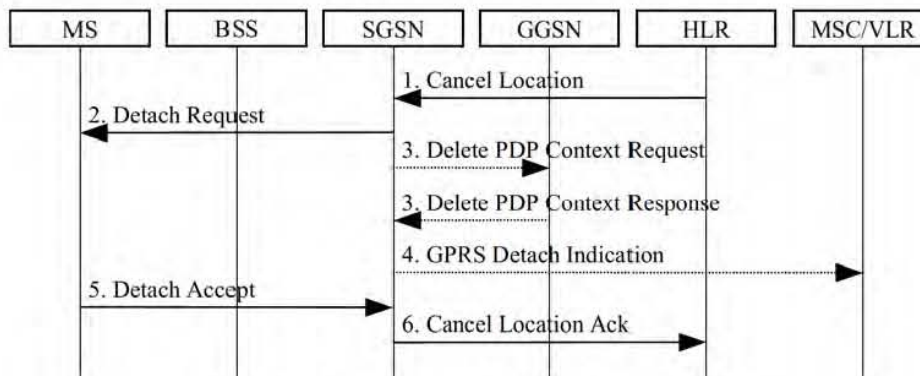 MS BSS SGSN GGSN HLR MSC/VLR
1. Cancel Location
2. Detach Request
3. Delete PDP Context Request
3. Delete PDP Context Response
4. GPRS Detach Indication
5. Detach Accept
6. Cancel Location Ack